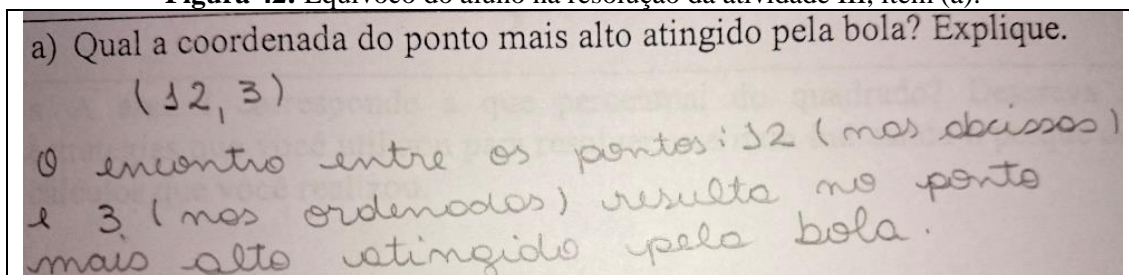 Figura 42: Equívoco do aluno na resolução da atividade III, item (a).
a) Qual a coordenada do ponto mais alto atingido pela bola? Explique.
(12, 3)
O encontro entre os pontos: 12 (nas abcissas)
e 3 (nas ordenadas) resulta no ponto
mais alto atingido pela bola.